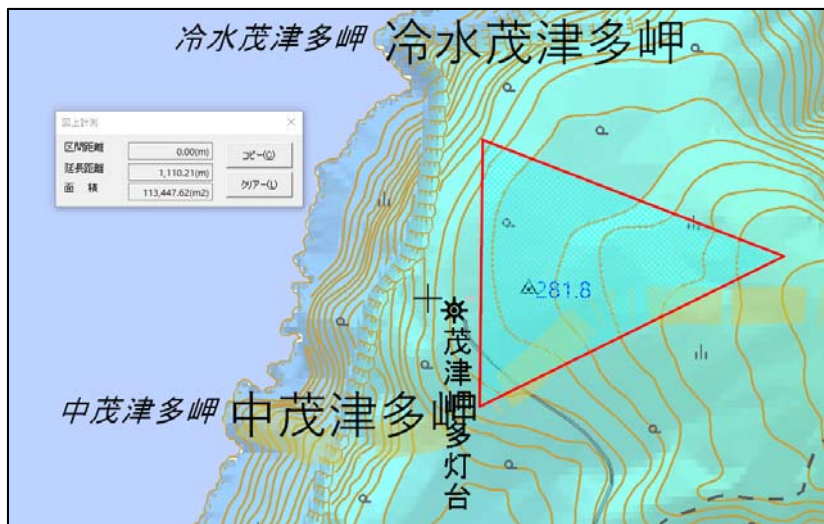 冷水茂津多岬
冷水茂津多岬
図上計測
区間距離 0.00(m) コピー(C)
延長距離 1,110.21(m)
面 積 113,447.62(m2) クリアー(L)
281.8
中茂津多岬
中茂津多岬
茂津多岬灯台